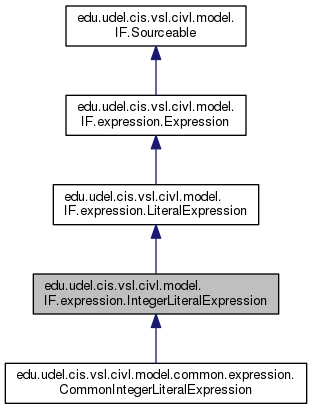 edu.udel.cis.vsl.civl.model.
IF.Sourceable
edu.udel.cis.vsl.civl.model.
IF.expression.Expression
edu.udel.cis.vsl.civl.model.
IF.expression.LiteralExpression
edu.udel.cis.vsl.civl.model.
IF.expression.IntegerLiteralExpression
edu.udel.cis.vsl.civl.model.common.expression.
CommonIntegerLiteralExpression